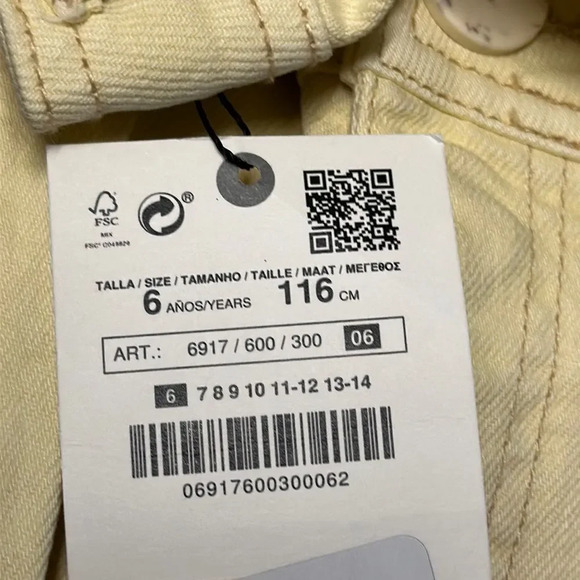 ®
FSC
MIX
TALLA / SIZE / TAMANHO / TAILLE / MAAT / ΜΕΓΕΘΟΣ
6 AÑOS/YEARS 116 CM
ART.: 6917 / 600 / 300 06
6 7 8 9 10 11-12 13-14
06917600300062